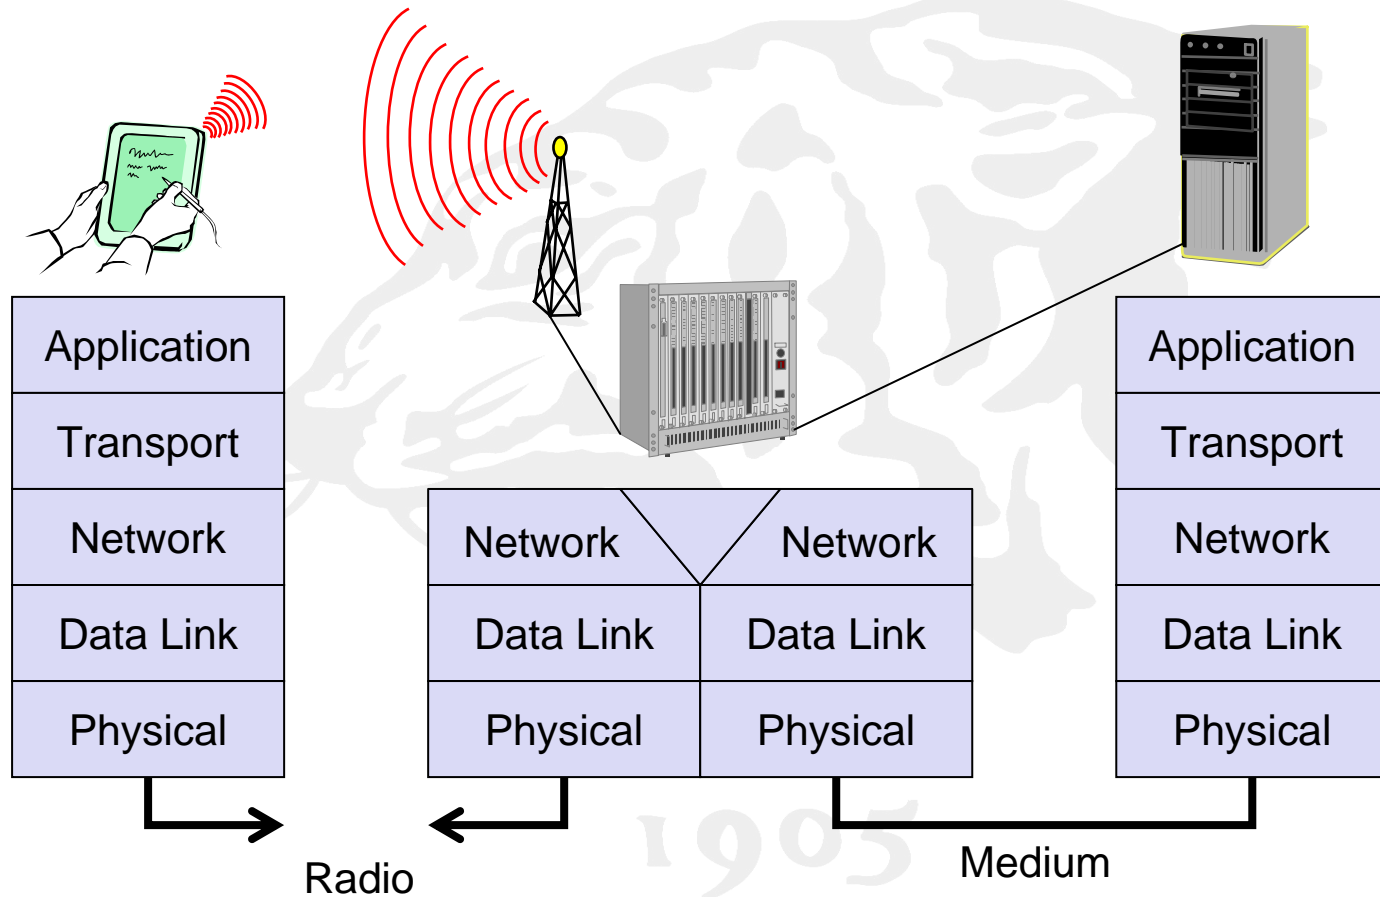 Application
Transport
Network
Data Link
Physical
Network
Data Link
Physical
Network
Data Link
Physical
Application
Transport
Network
Data Link
Physical
Radio
Medium
1905